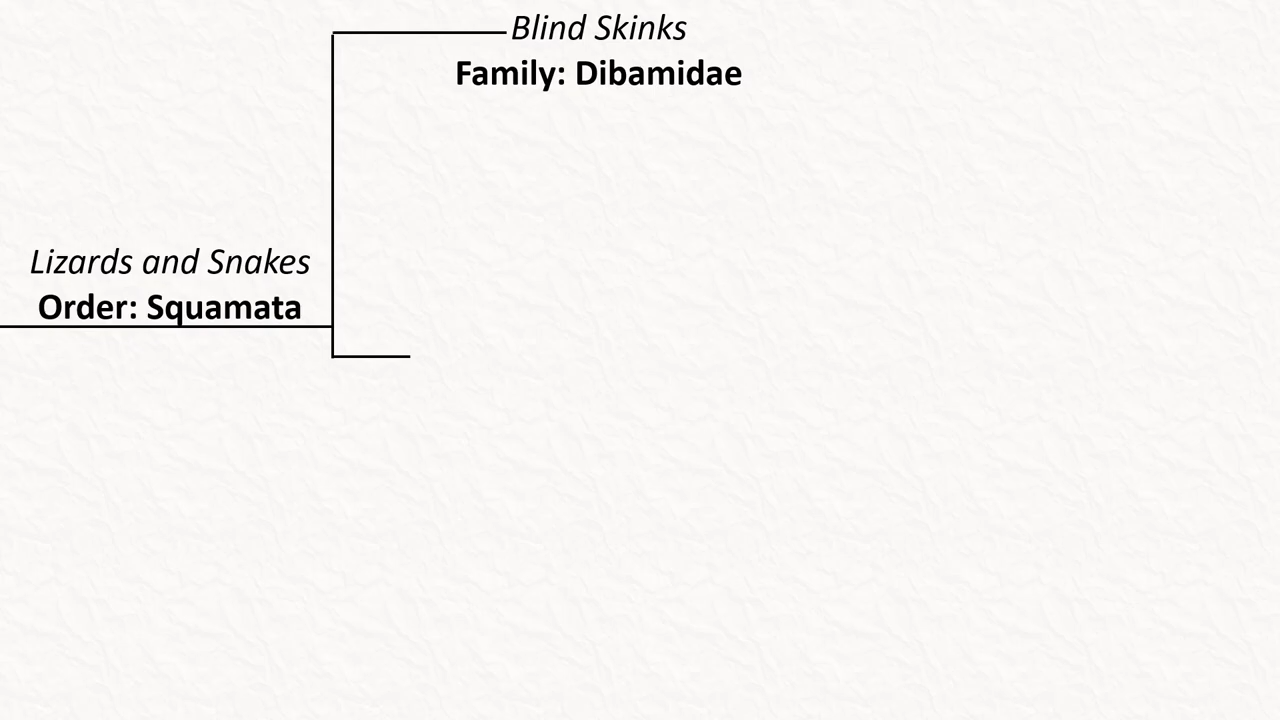 Blind Skinks
Family: Dibamidae
Lizards and Snakes
Order: Squamata